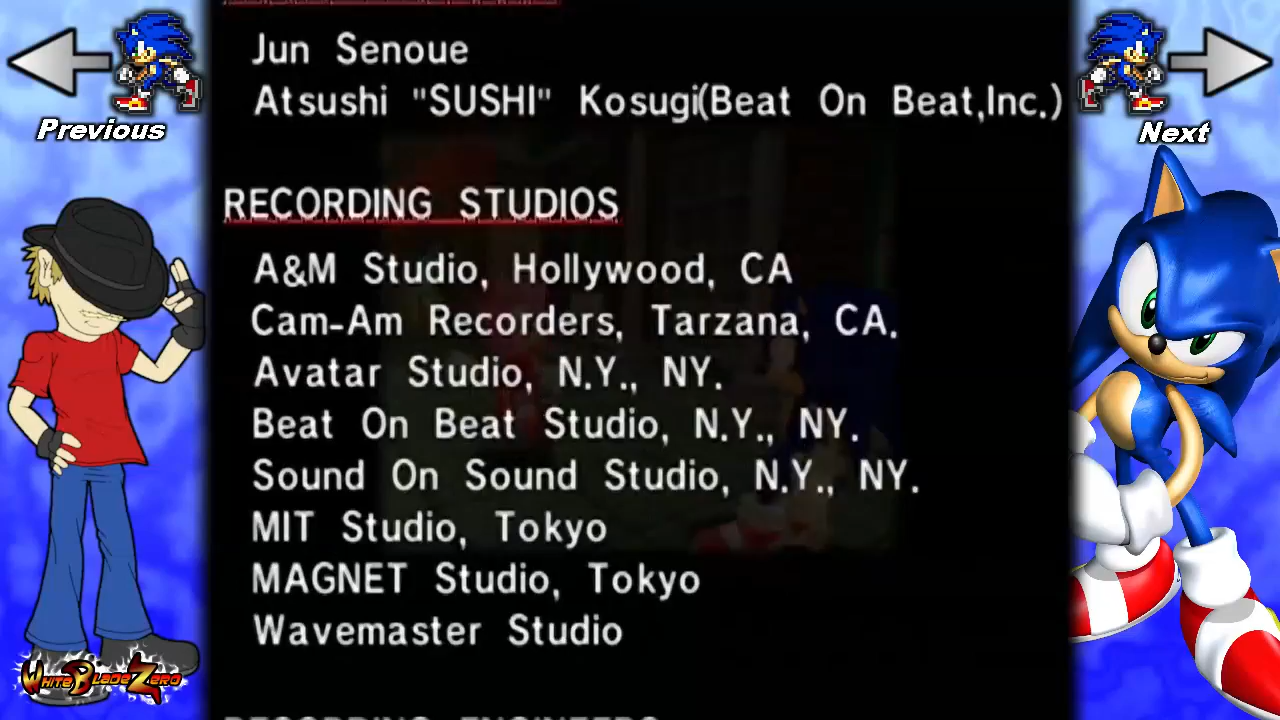 Jun Senoue
Atsushi "SUSHI" Kosugi(Beat On Beat,Inc.)
Previous
Next
RECORDING STUDIOS
A&M Studio, Hollywood, CA
Cam-Am Recorders, Tarzana, CA.
Avatar Studio, N.Y., NY.
Beat On Beat Studio, N.Y., NY.
Sound On Sound Studio, N.Y., NY.
MIT Studio, Tokyo
MAGNET Studio, Tokyo
Wavemaster Studio
WhiteBladeZero
RECORDING ENGINEERS